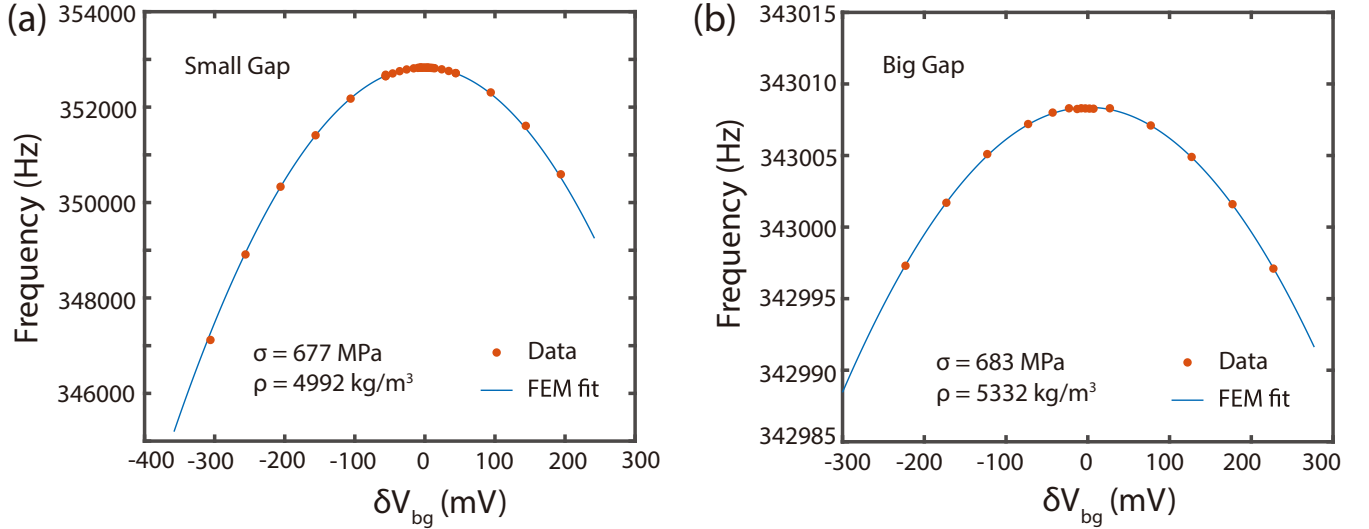 (a)
Small Gap
Frequency (Hz)
354000
352000
350000
348000
346000
σ = 677 MPa
ρ = 4992 kg/m³
Data
FEM fit
-400 -300 -200 -100 0 100 200 300
δV_bg (mV)
(b)
Big Gap
Frequency (Hz)
343015
343010
343005
343000
342995
342990
342985
σ = 683 MPa
ρ = 5332 kg/m³
Data
FEM fit
-300 -200 -100 0 100 200 300
δV_bg (mV)